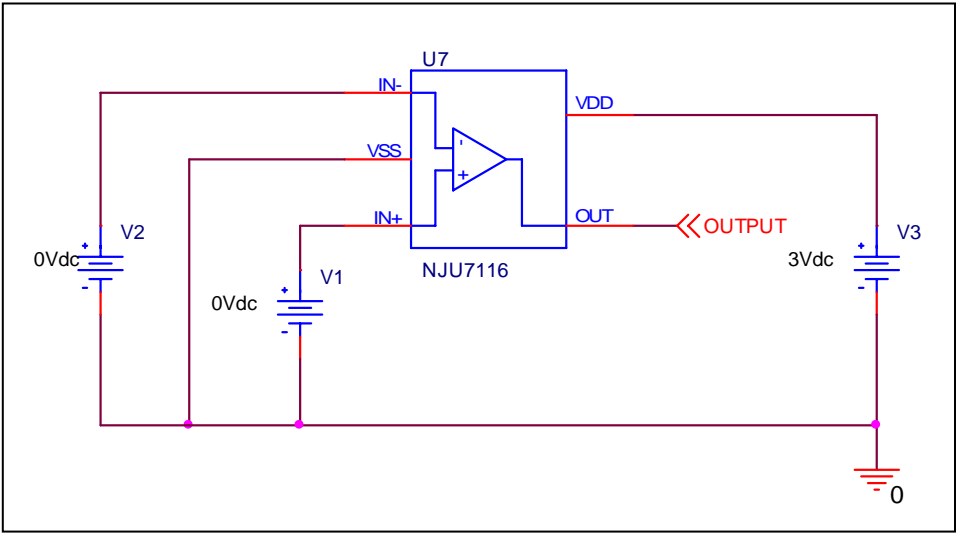 U7
IN-
VDD
VSS
-
+
IN+
OUT
OUTPUT
NJU7116
+
V2
0Vdc
-
+
V1
0Vdc
-
+
V3
3Vdc
-
0